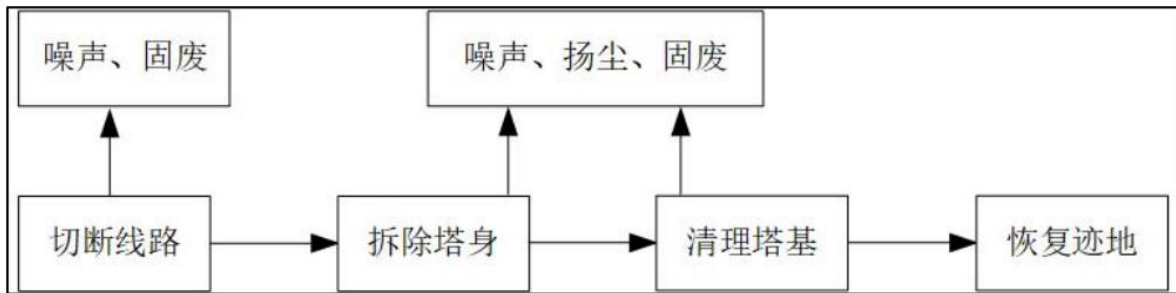 噪声、固废
噪声、扬尘、固废
切断线路
拆除塔身
清理塔基
恢复迹地